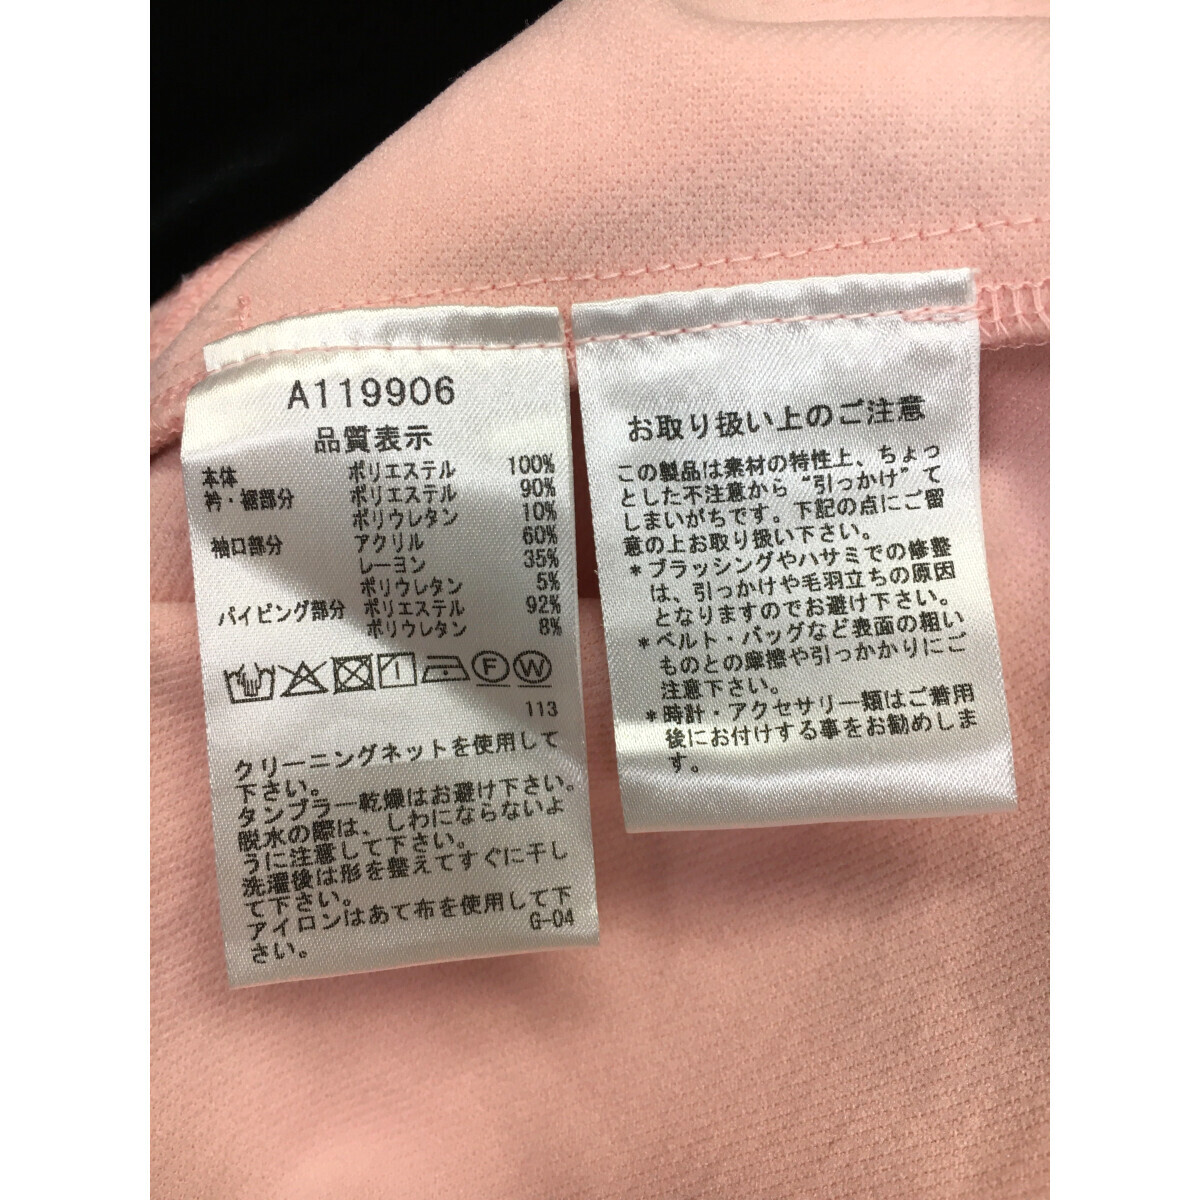 A119906
品質表示
本体 ポリエステル 100%
衿・裾部分 ポリエステル 90%
ポリウレタン 10%
袖口部分 アクリル 60%
レーヨン 35%
ポリウレタン 5%
パイピング部分 ポリエステル 92%
ポリウレタン 8%
F W
113
クリーニングネットを使用して
下さい。
タンブラー乾燥はお避け下さい。
脱水の際は、しわにならないよ
うに注意して下さい。
洗濯後は形を整えてすぐに干し
て下さい。
アイロンはあて布を使用して下
さい。
G-04
お取り扱い上のご注意
この製品は素材の特性上、ちょっ
とした不注意から“引っかけ”て
しまいがちです。下記の点にご留
意の上お取り扱い下さい。
*ブラッシングやハサミでの修整
は、引っかけや毛羽立ちの原因
となりますのでお避け下さい。
*ベルト・バッグなど表面の粗い
ものとの摩擦や引っかかりにご
注意下さい。
*時計・アクセサリー類はご着用
後にお付けする事をお勧めしま
す。